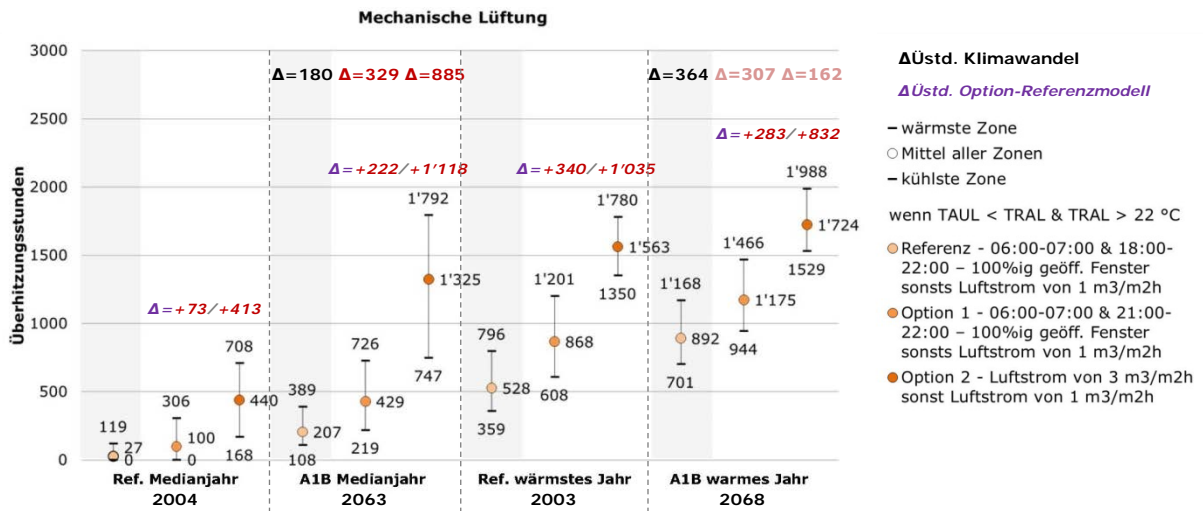 Mechanische Lüftung
3000
2500
2000
1500
1000
500
0
Überhitzungsstunden
Δ=180 Δ=329 Δ=885
Δ=364 Δ=307 Δ=162
Δ=+73/+413
Δ=+222/+1'118
Δ=+340/+1'035
Δ=+283/+832
119
27
0
306
100
0
708
440
168
389
207
108
726
429
219
1'792
1'325
747
796
528
359
1'201
868
608
1'780
1'563
1350
1'168
892
701
1'466
1'175
944
1'988
1'724
1529
Ref. Medianjahr
2004
A1B Medianjahr
2063
Ref. wärmstes Jahr
2003
A1B warmes Jahr
2068
ΔÜstd. Klimawandel
ΔÜstd. Option-Referenzmodell
wärmste Zone
Mittel aller Zonen
kühlste Zone
wenn TAUL < TRAL & TRAL > 22 °C
Referenz - 06:00-07:00 & 18:00-
22:00 – 100%ig geöff. Fenster
sonsts Luftstrom von 1 m3/m2h
Option 1 - 06:00-07:00 & 21:00-
22:00 – 100%ig geöff. Fenster
sonsts Luftstrom von 1 m3/m2h
Option 2 - Luftstrom von 3 m3/m2h
sonst Luftstrom von 1 m3/m2h